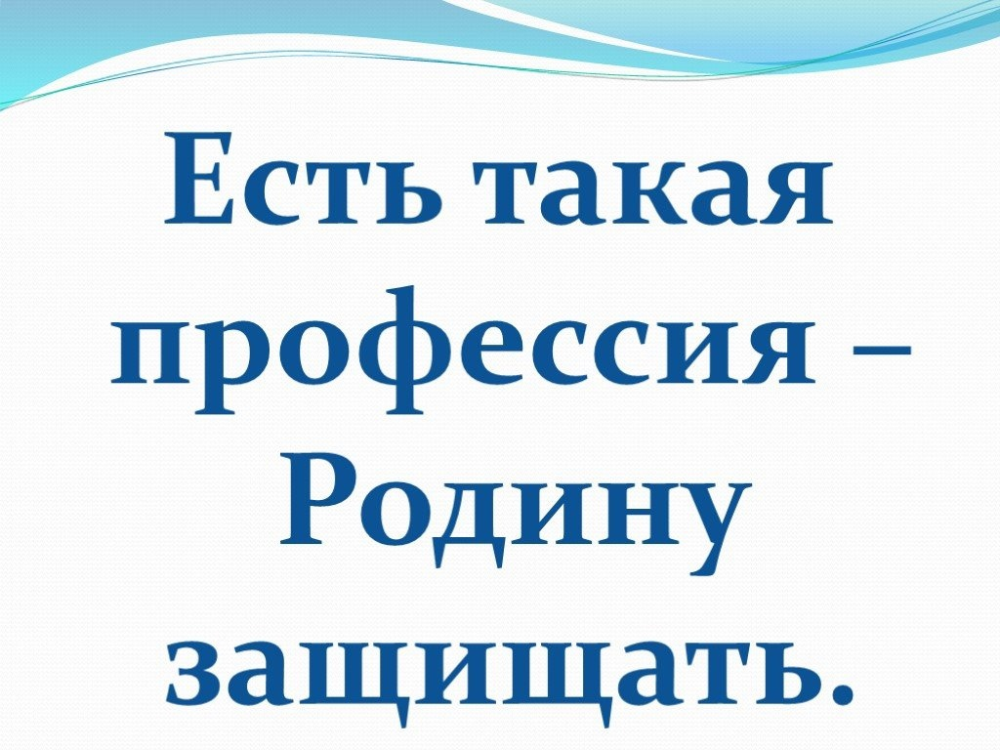 Есть такая
профессия –
Родину
защищать.